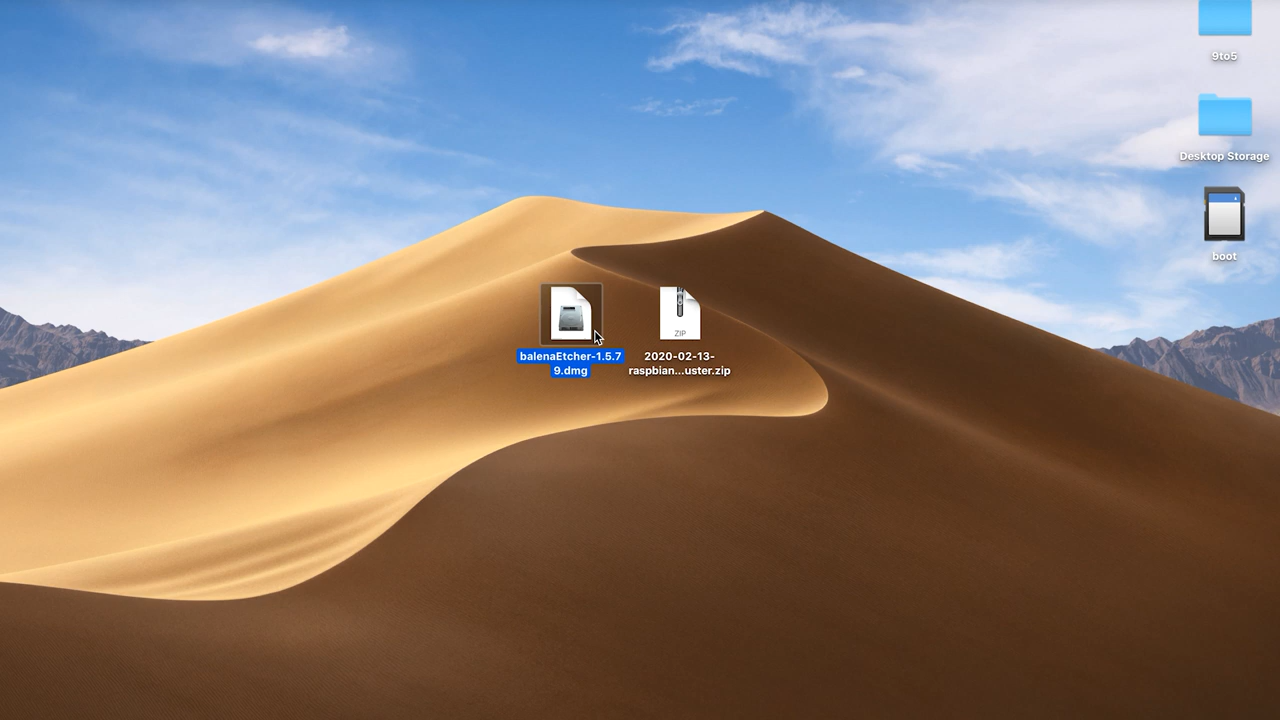 9to5
Desktop Storage
boot
balenaEtcher-1.5.7
9.dmg
ZIP
2020-02-13-
raspbian...uster.zip